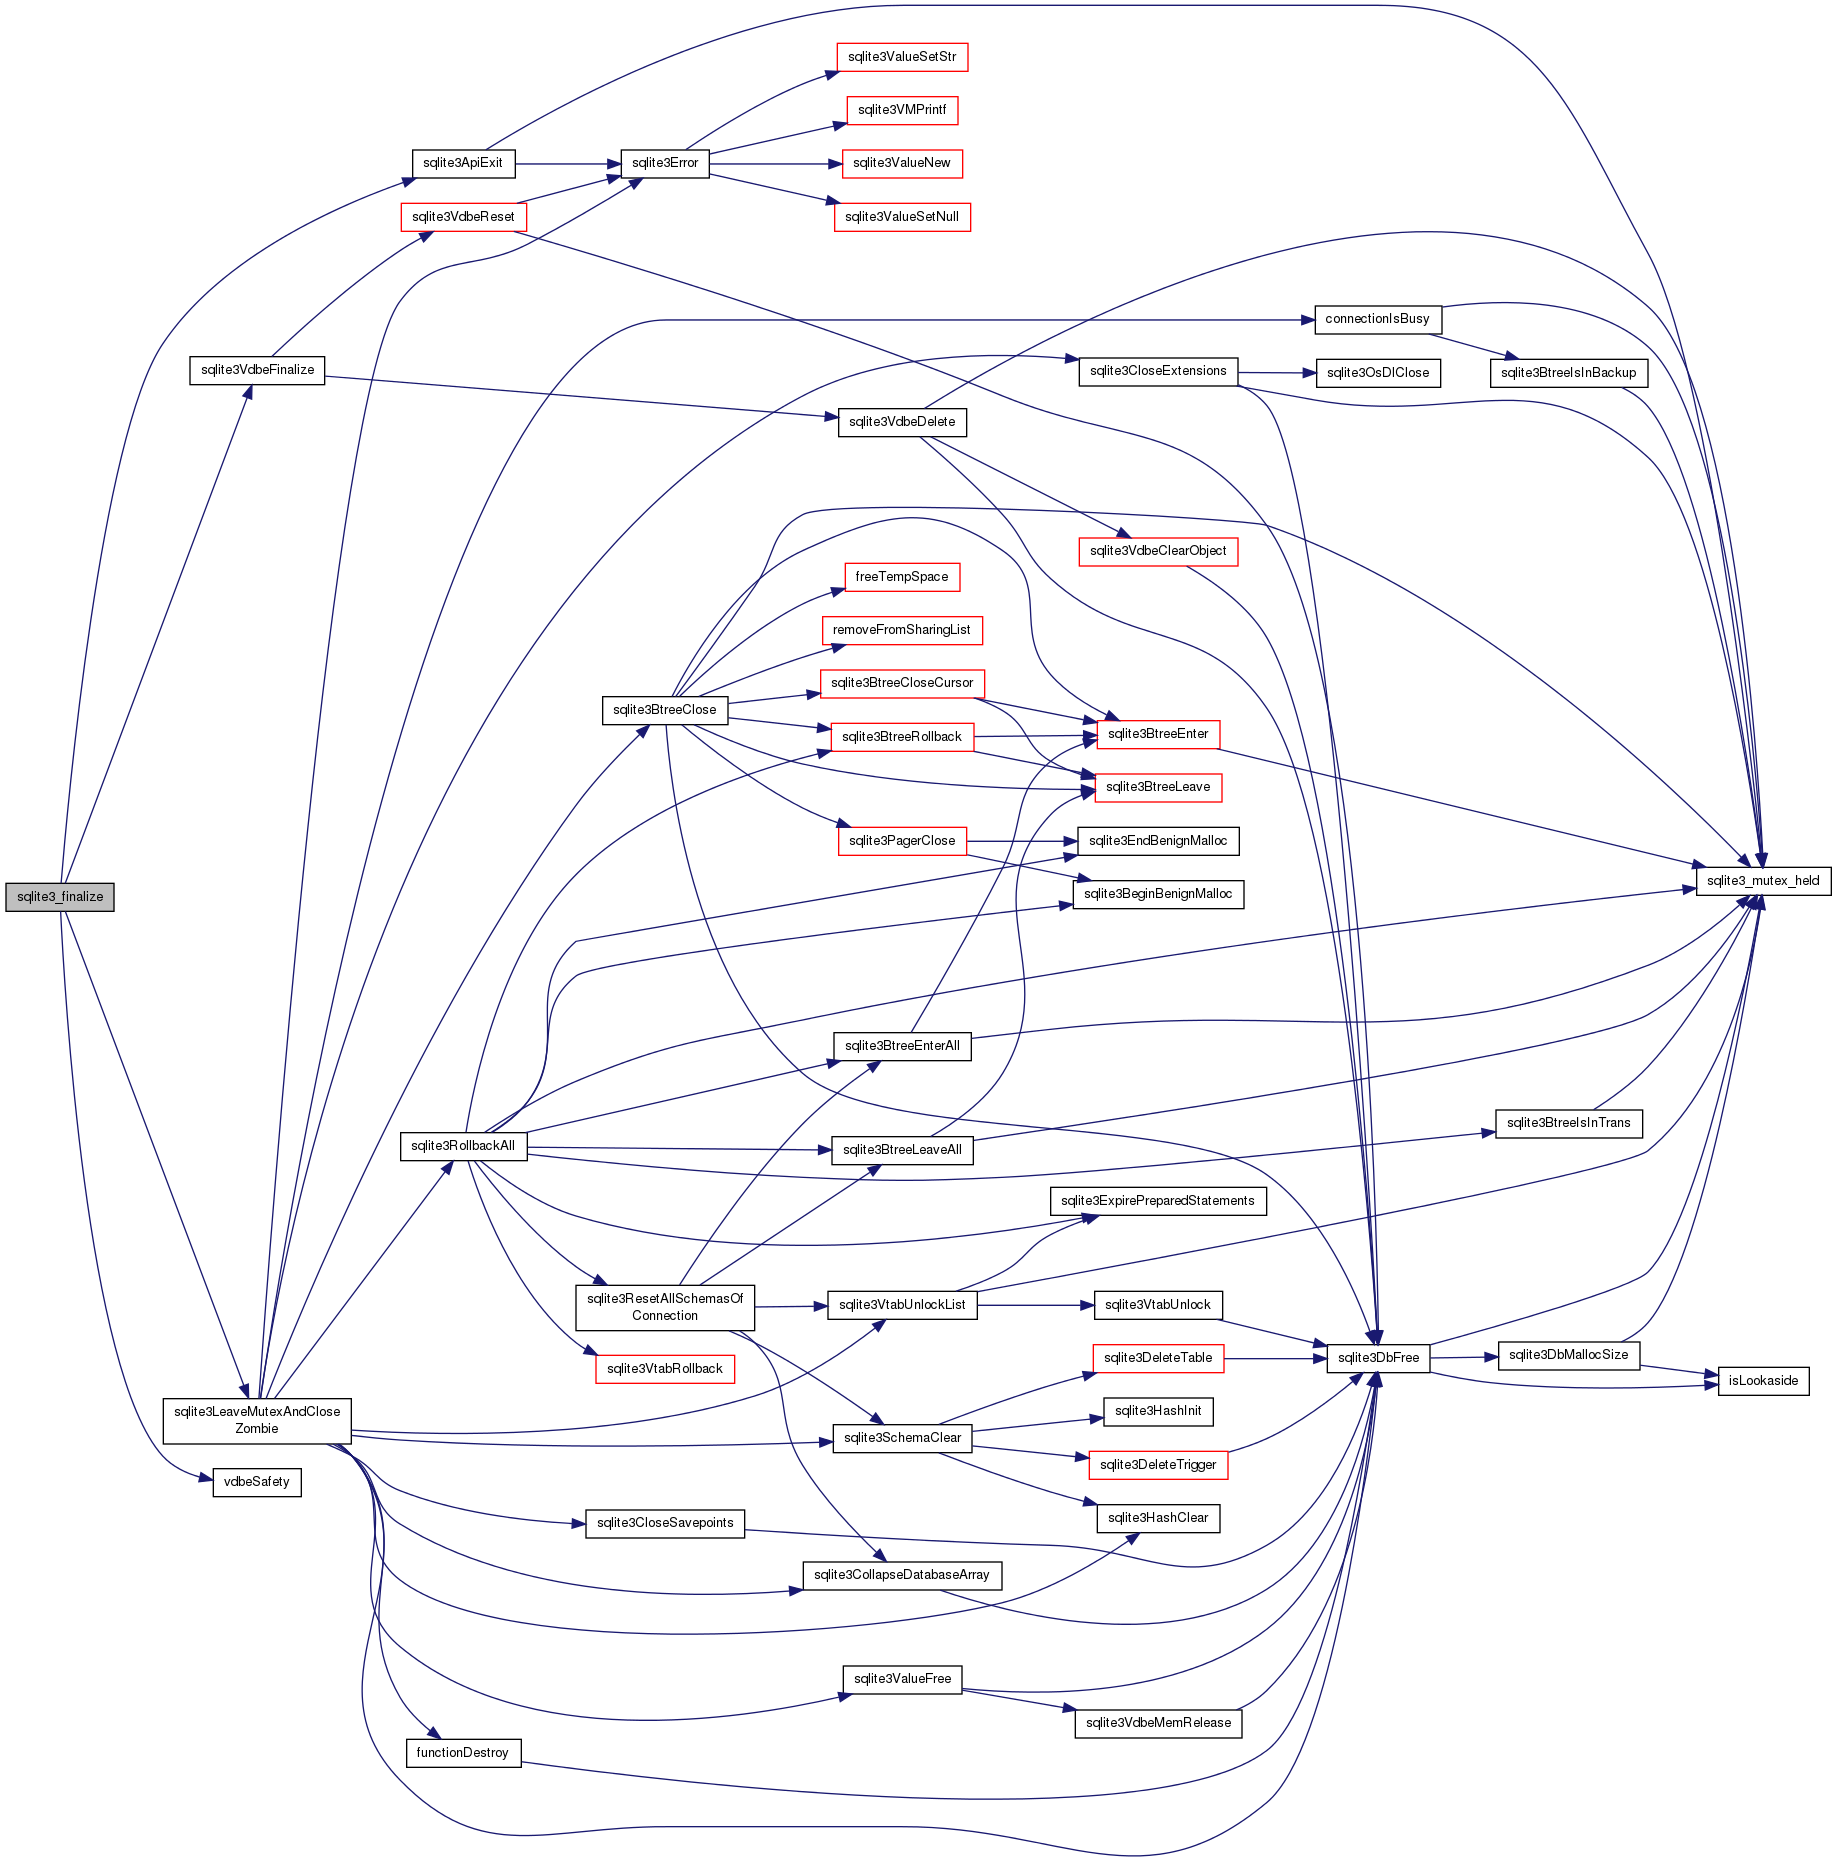 sqlite3ValueSetStr
sqlite3VMPrintf
sqlite3ApiExit
sqlite3Error
sqlite3ValueNew
sqlite3VdbeReset
sqlite3ValueSetNull
connectionIsBusy
sqlite3VdbeFinalize
sqlite3CloseExtensions
sqlite3OsDlClose
sqlite3BtreeIsInBackup
sqlite3VdbeDelete
sqlite3VdbeClearObject
freeTempSpace
removeFromSharingList
sqlite3BtreeCloseCursor
sqlite3BtreeClose
sqlite3BtreeRollback
sqlite3BtreeEnter
sqlite3BtreeLeave
sqlite3PagerClose
sqlite3EndBenignMalloc
sqlite3_finalize
sqlite3BeginBenignMalloc
sqlite3_mutex_held
sqlite3BtreeEnterAll
sqlite3BtreeIsInTrans
sqlite3RollbackAll
sqlite3BtreeLeaveAll
sqlite3ExpirePreparedStatements
sqlite3ResetAllSchemasOf
Connection
sqlite3VtabUnlockList
sqlite3VtabUnlock
sqlite3VtabRollback
sqlite3DeleteTable
sqlite3DbFree
sqlite3DbMallocSize
isLookaside
sqlite3LeaveMutexAndClose
Zombie
sqlite3HashInit
sqlite3SchemaClear
sqlite3DeleteTrigger
vdbeSafety
sqlite3CloseSavepoints
sqlite3HashClear
sqlite3CollapseDatabaseArray
sqlite3ValueFree
sqlite3VdbeMemRelease
functionDestroy